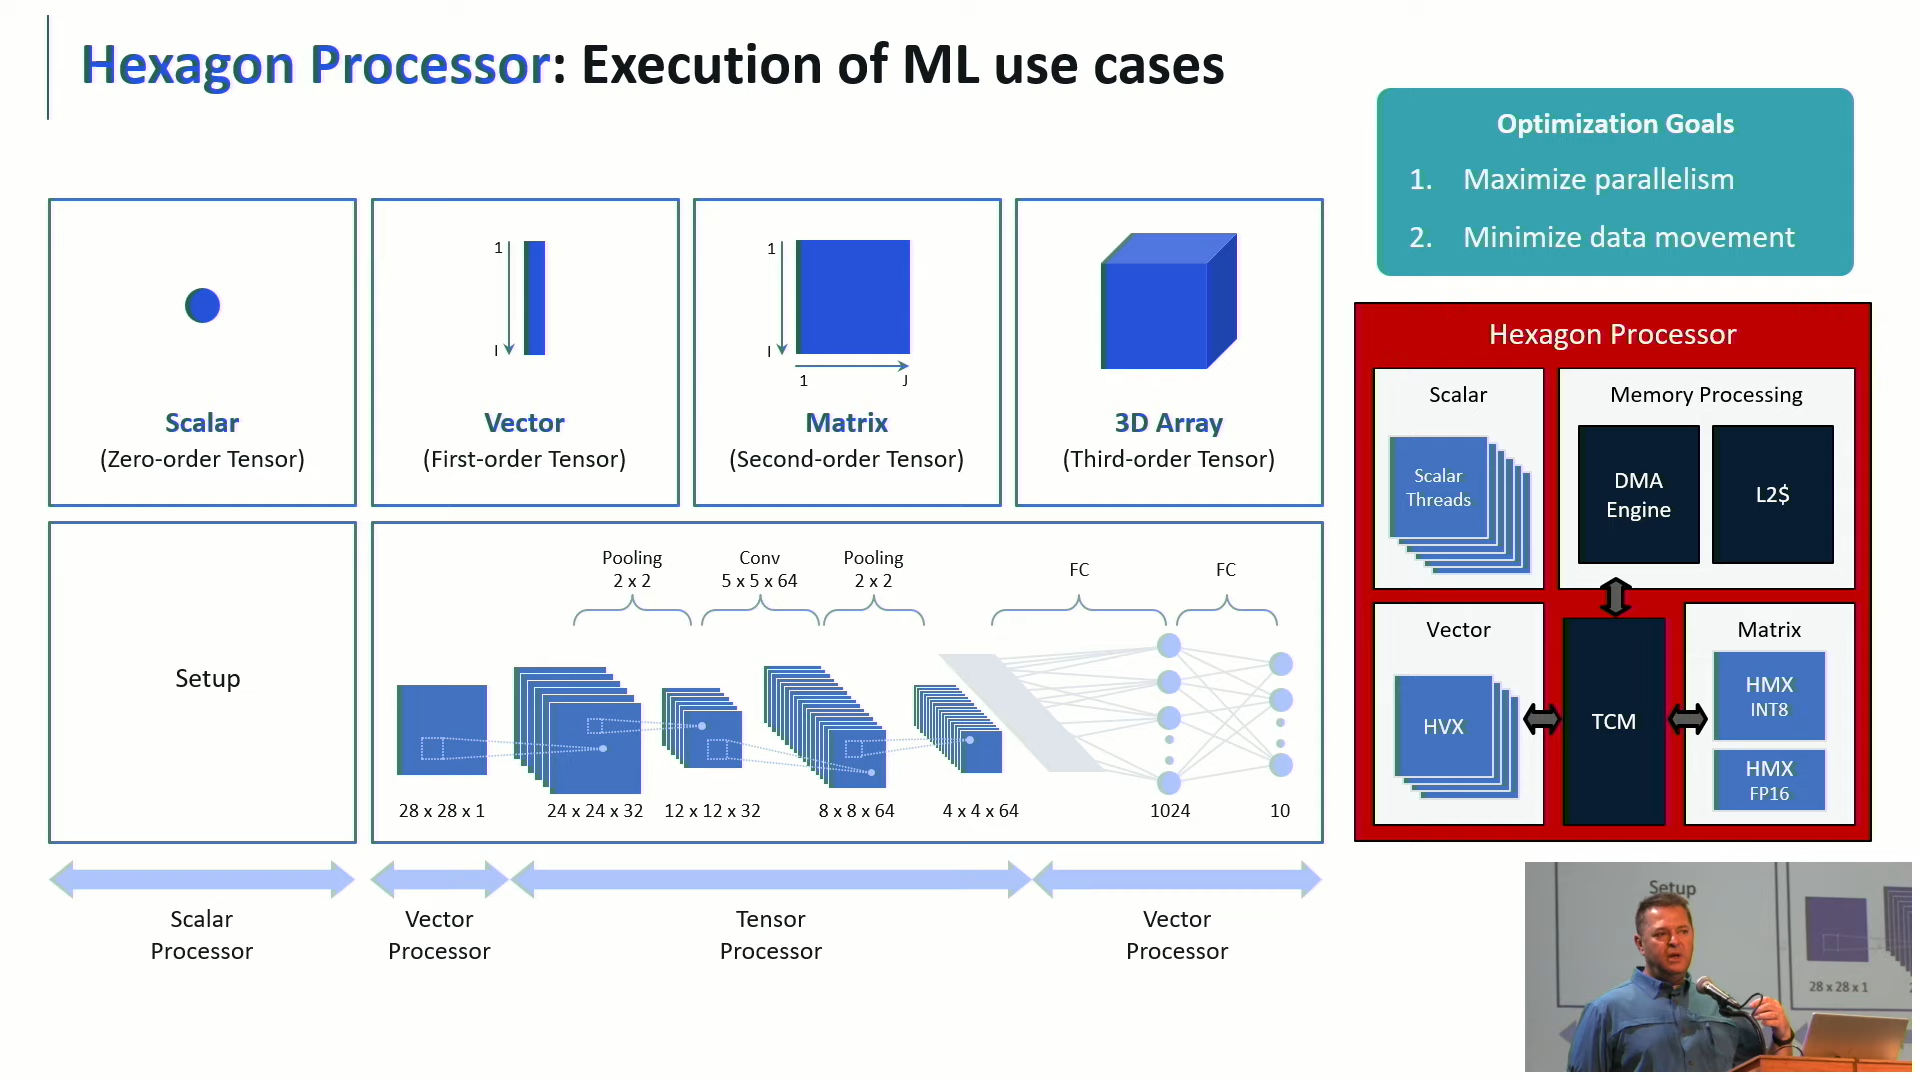 Hexagon Processor: Execution of ML use cases
Optimization Goals
1. Maximize parallelism
2. Minimize data movement
1
I
1
I
1 J
Scalar
(Zero-order Tensor)
Vector
(First-order Tensor)
Matrix
(Second-order Tensor)
3D Array
(Third-order Tensor)
Setup
Pooling
2 x 2
Conv
5 x 5 x 64
Pooling
2 x 2
FC
FC
28 x 28 x 1
24 x 24 x 32
12 x 12 x 32
8 x 8 x 64
4 x 4 x 64
1024
10
Scalar
Processor
Vector
Processor
Tensor
Processor
Vector
Processor
Hexagon Processor
Scalar
Scalar
Threads
Memory Processing
DMA
Engine
L2$
Vector
HVX
TCM
Matrix
HMX
INT8
HMX
FP16
Setup
28 x 28 x 1